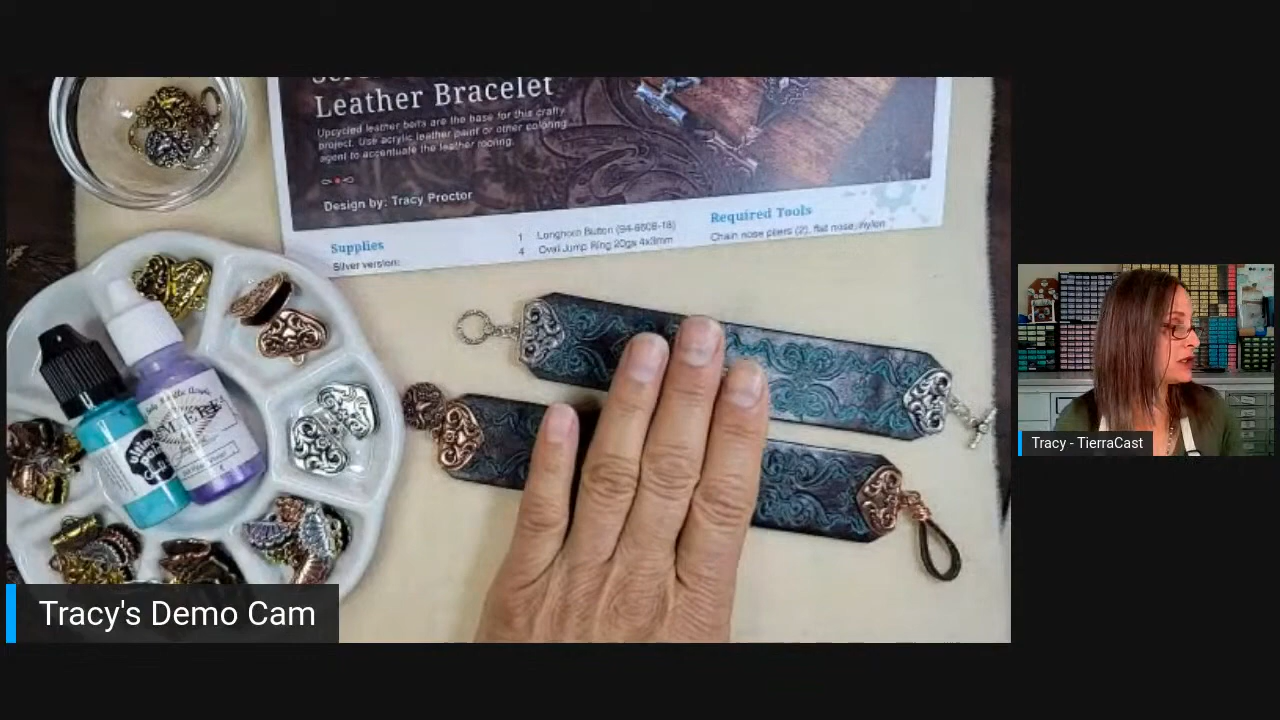 Leather Bracelet
Upcycled leather belts are the base for this crafty
project. Use acrylic leather paint or other coloring
agent to accentuate the leather tooling.
Design by: Tracy Proctor
Supplies
Silver version:
1 Longhorn Button (94-6608-18)
4 Oval Jump Ring 20ga 4x3mm
Required Tools
Chain nose pliers (2), flat nose, nylon
Tracy's Demo Cam
Tracy - TierraCast